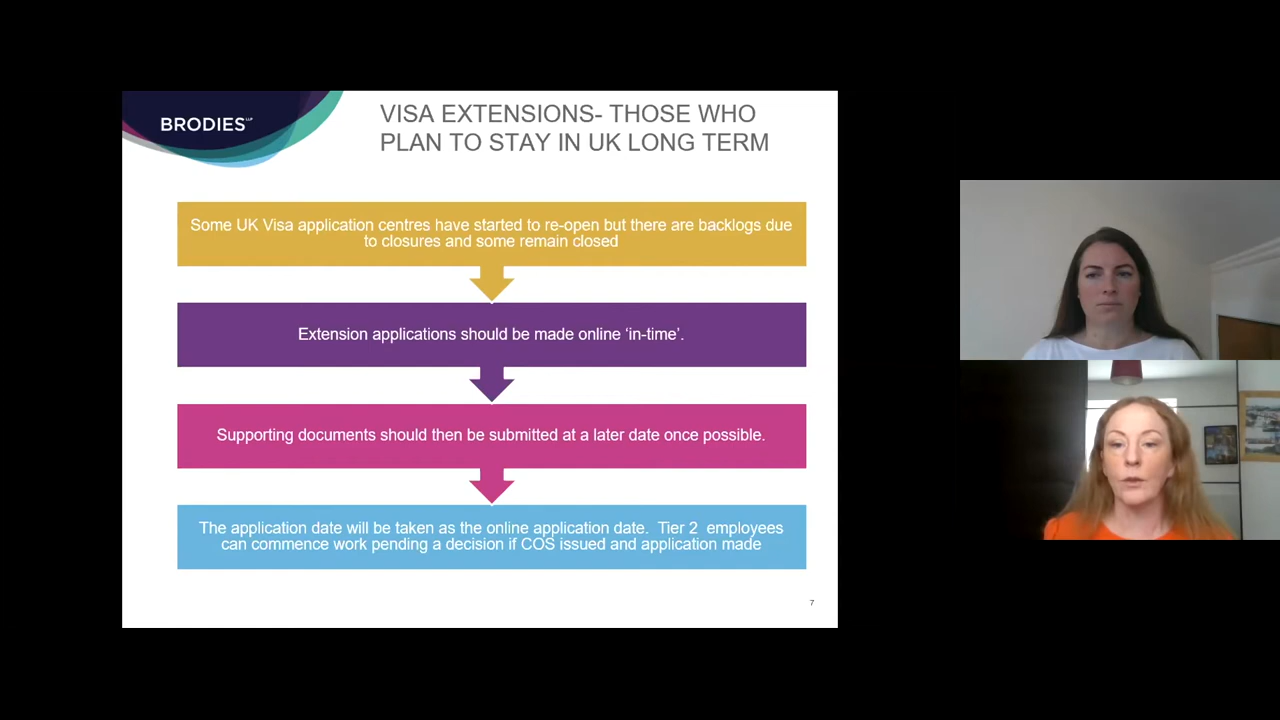 BRODIES LLP
VISA EXTENSIONS- THOSE WHO
PLAN TO STAY IN UK LONG TERM
Some UK Visa application centres have started to re-open but there are backlogs due
to closures and some remain closed
Extension applications should be made online ‘in-time’.
Supporting documents should then be submitted at a later date once possible.
The application date will be taken as the online application date.  Tier 2  employees
can commence work pending a decision if COS issued and application made
7